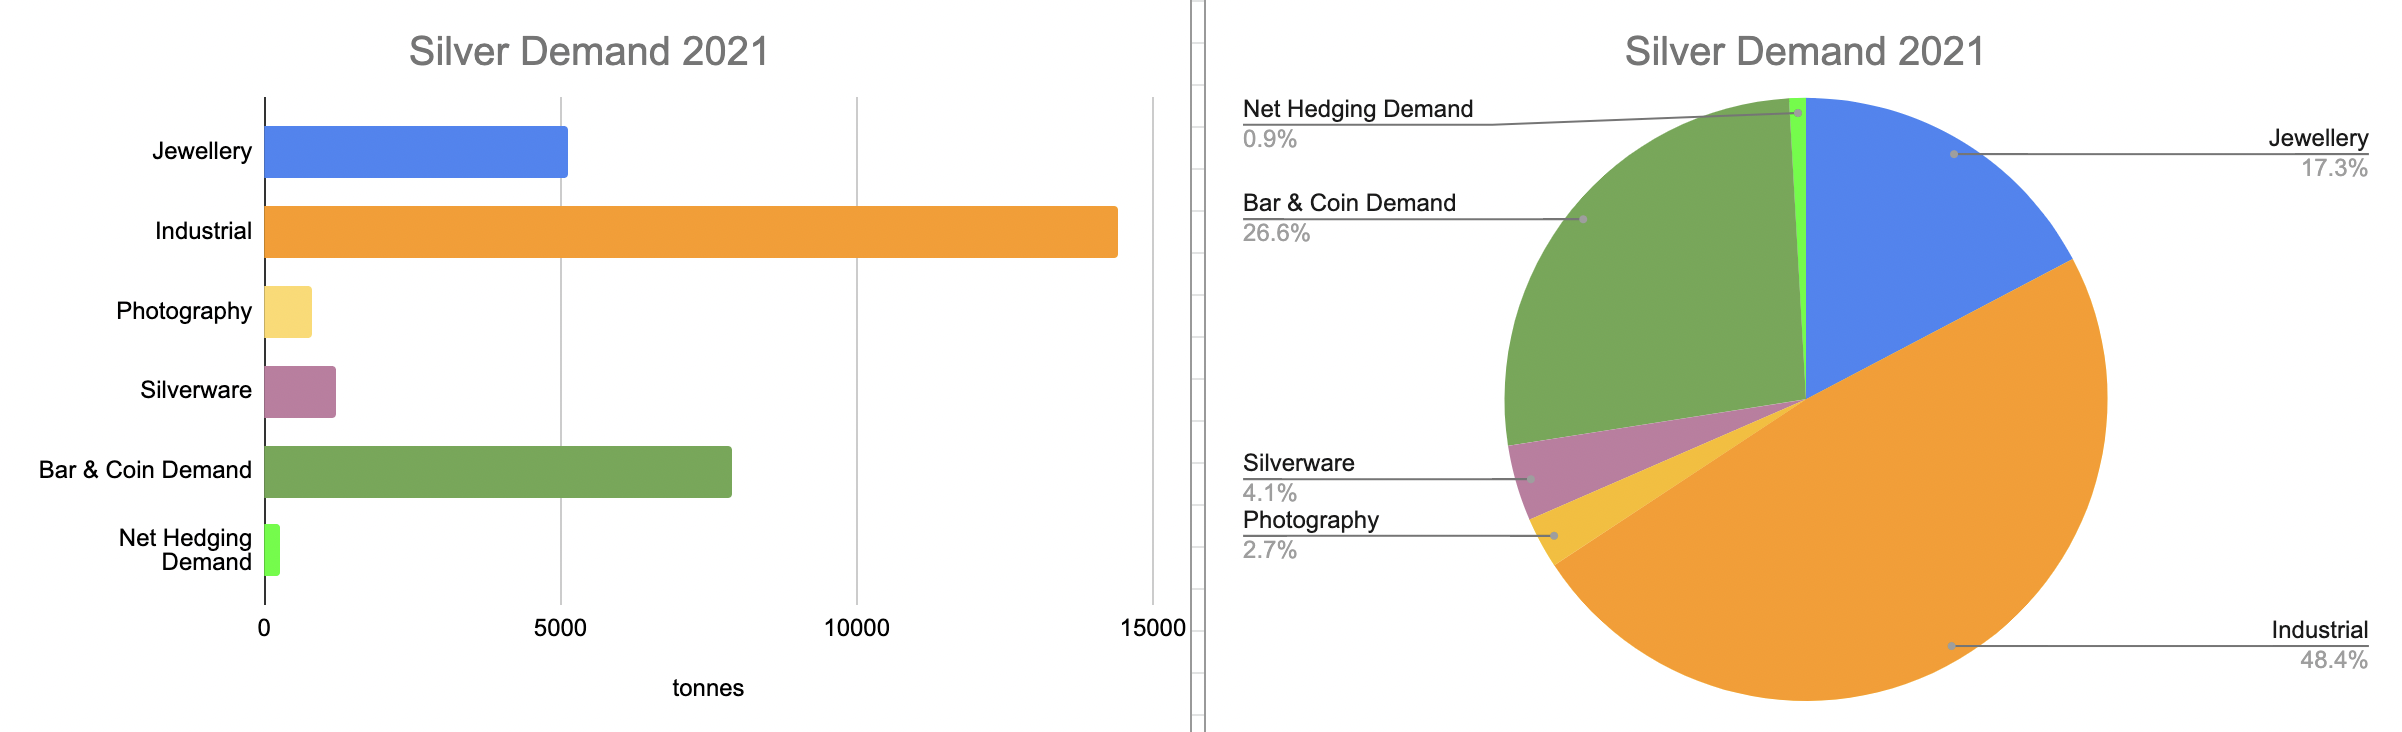 Silver Demand 2021
Jewellery
Industrial
Photography
Silverware
Bar & Coin Demand
Net Hedging
Demand
0 5000 10000 15000
tonnes
Silver Demand 2021
Net Hedging Demand
0.9%
Bar & Coin Demand
26.6%
Silverware
4.1%
Photography
2.7%
Jewellery
17.3%
Industrial
48.4%